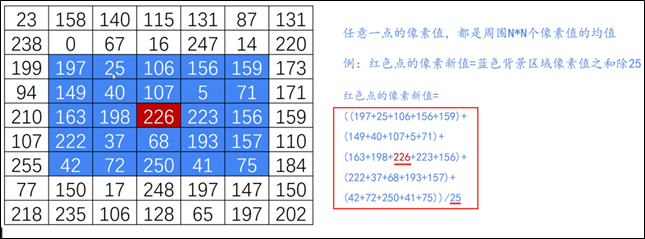 23 158 140 115 131 87 131
238 0 67 16 247 14 220
199 197 25 106 156 159 173
94 149 40 107 5 71 171
210 163 198 226 223 156 159
107 222 37 68 193 157 110
255 42 72 250 41 75 184
77 150 17 248 197 147 150
218 235 106 128 65 197 202
任意一点的像素值，都是周围N*N个像素值的均值
例：红色点的像素新值=蓝色背景区域像素值之和除25
红色点的像素新值=
((197+25+106+156+159)+
(149+40+107+5+71)+
(163+198+226+223+156)+
(222+37+68+193+157)+
(42+72+250+41+75))/25